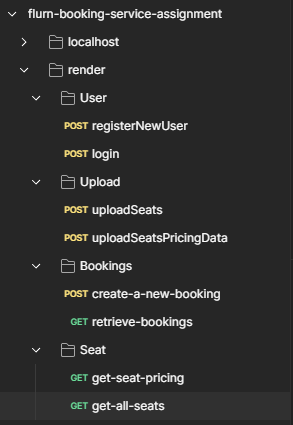 flurn-booking-service-assignment
localhost
render
User
POST registerNewUser
POST login
Upload
POST uploadSeats
POST uploadSeatsPricingData
Bookings
POST create-a-new-booking
GET retrieve-bookings
Seat
GET get-seat-pricing
GET get-all-seats